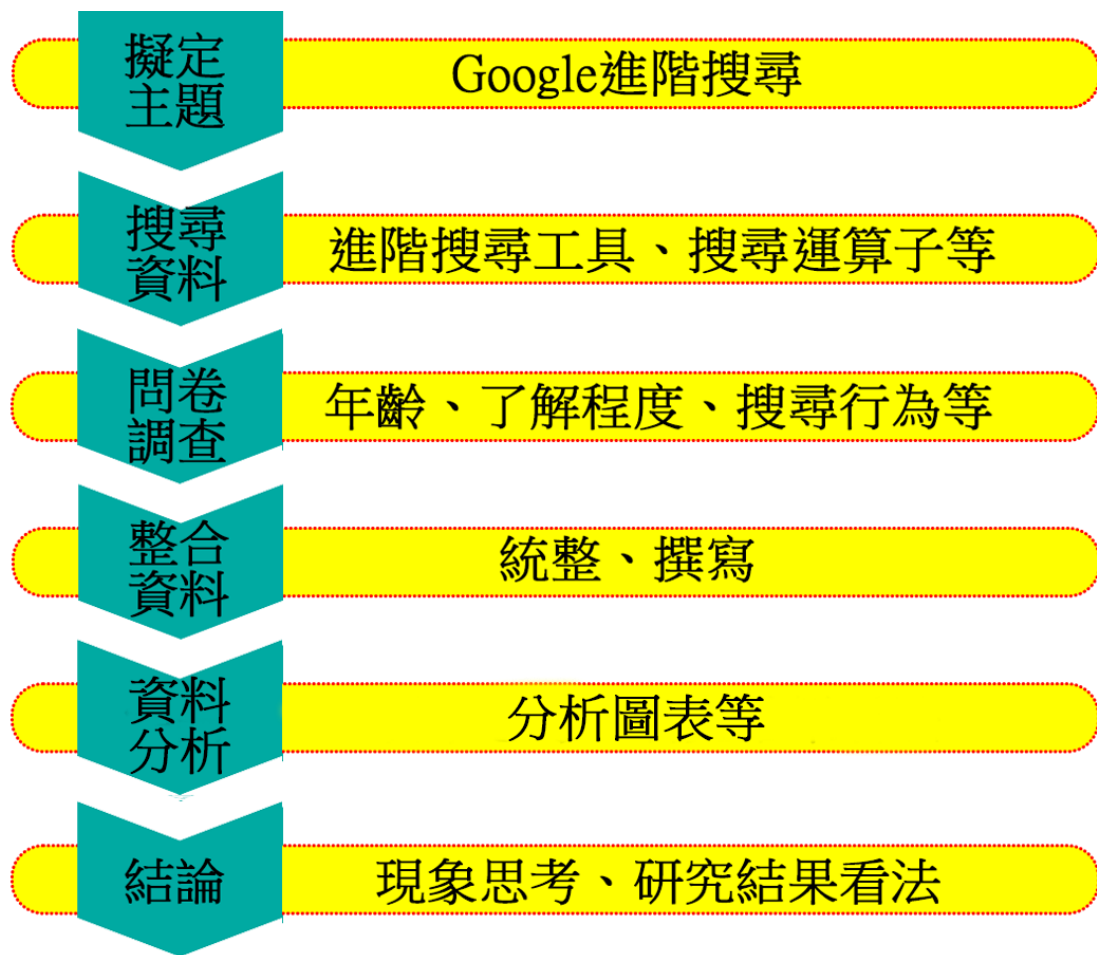 擬定
主題
Google進階搜尋
搜尋
資料
進階搜尋工具、搜尋運算子等
問卷
調查
年齡、了解程度、搜尋行為等
整合
資料
統整、撰寫
資料
分析
分析圖表等
結論
現象思考、研究結果看法